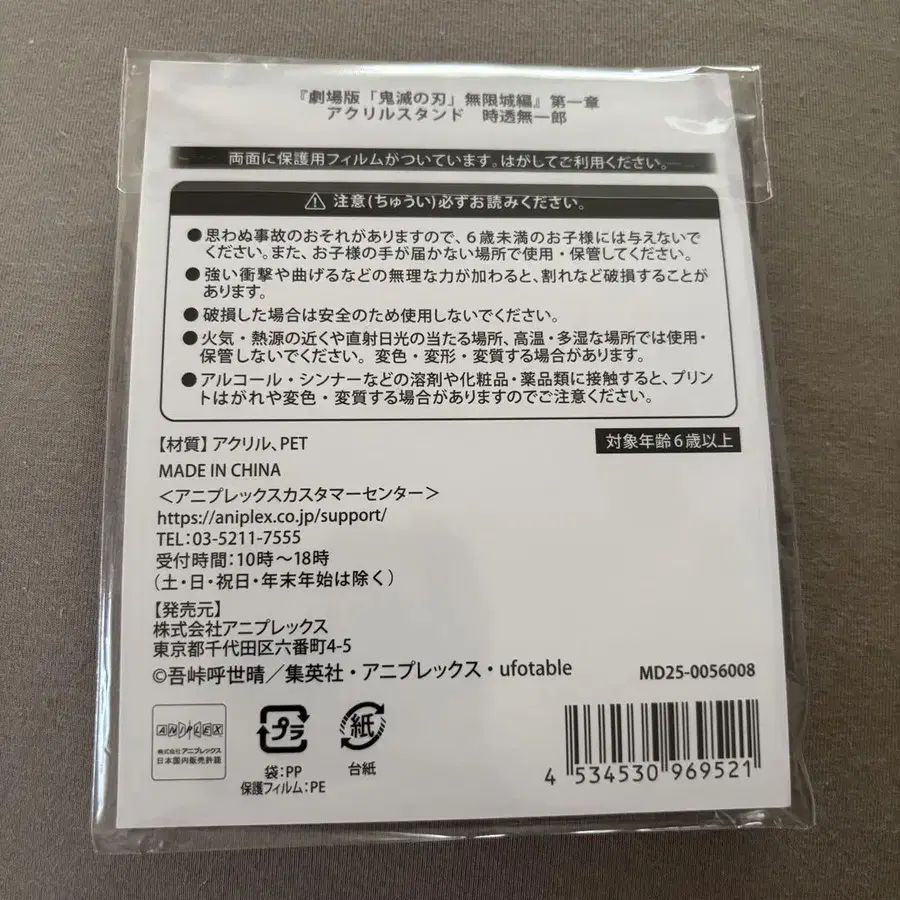 『劇場版「鬼滅の刃」無限城編』第一章
アクリルスタンド　時透無一郎
両面に保護用フィルムがついています。はがしてご利用ください。
⚠ 注意(ちゅうい)必ずお読みください。
●思わぬ事故のおそれがありますので、６歳未満のお子様には与えないで
ください。また、お子様の手が届かない場所で使用・保管してください。
●強い衝撃や曲げるなどの無理な力が加わると、割れなど破損することが
あります。
●破損した場合は安全のため使用しないでください。
●火気・熱源の近くや直射日光の当たる場所、高温・多湿な場所では使用・
保管しないでください。変色・変形・変質する場合があります。
●アルコール・シンナーなどの溶剤や化粧品・薬品類に接触すると、プリン
トはがれや変色・変質する場合がありますのでご注意ください。
【材質】アクリル、PET
対象年齢６歳以上
MADE IN CHINA
＜アニプレックスカスタマーセンター＞
https://aniplex.co.jp/support/
TEL：03-5211-7555
受付時間：10時～18時
（土・日・祝日・年末年始は除く）
【発売元】
株式会社アニプレックス
東京都千代田区六番町4-5
©吾峠呼世晴／集英社・アニプレックス・ufotable
MD25-0056008
ANIPLEX
株式会社アニプレックス
日本国内販売許諾
プラ
袋：PP
保護フィルム：PE
紙
台紙
4 534530 969521